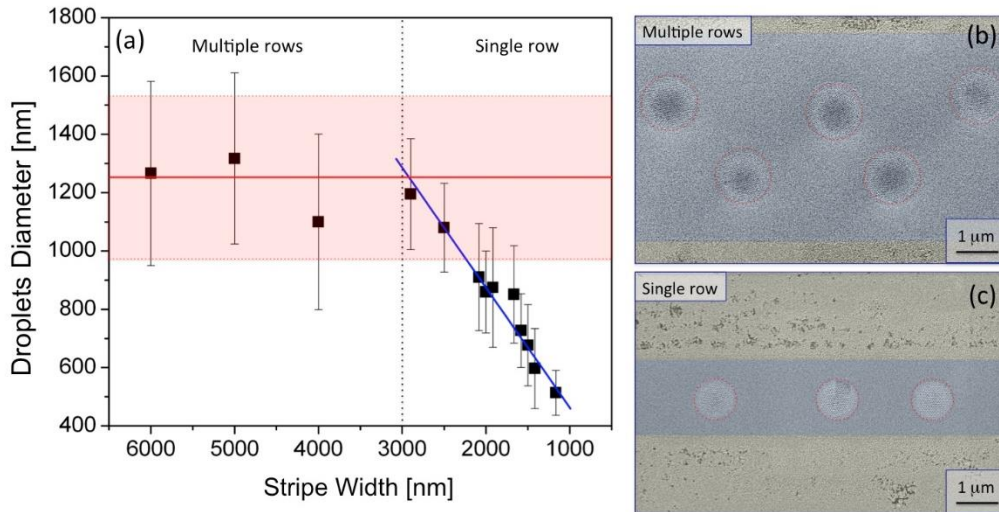 (a)
Multiple rows
Single row
Droplets Diameter [nm]
1800
1600
1400
1200
1000
800
600
400
6000 5000 4000 3000 2000 1000
Stripe Width [nm]
Multiple rows
(b)
1 μm
Single row
(c)
1 μm